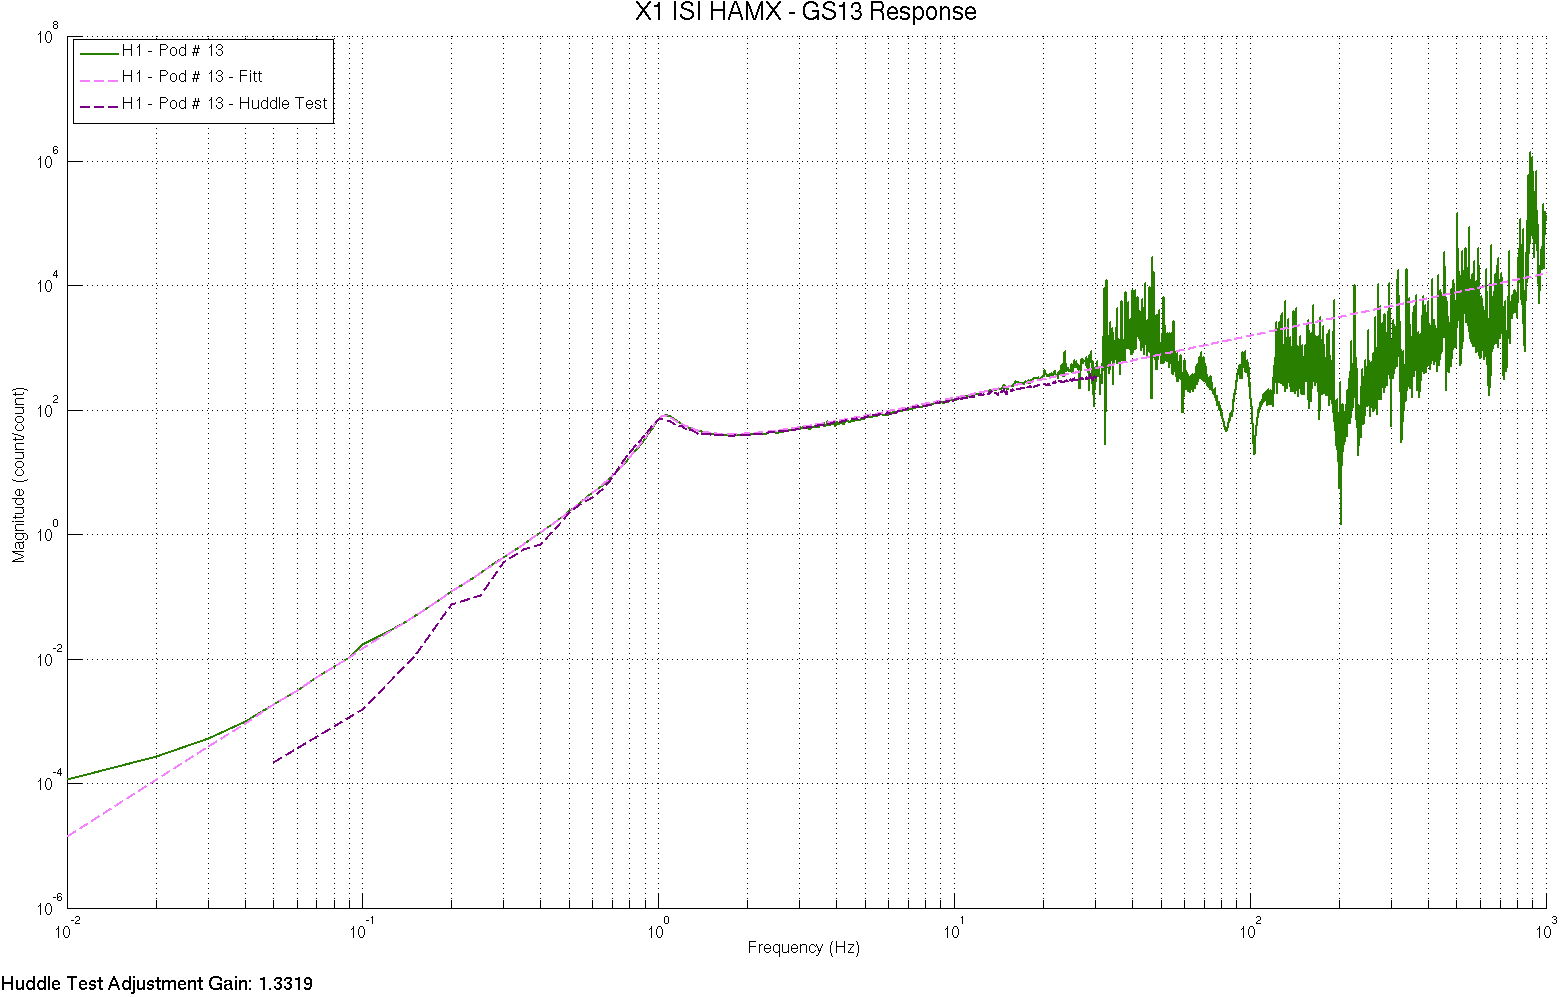 X1 ISI HAMX - GS13 Response
H1 - Pod # 13
H1 - Pod # 13 - Fitt
H1 - Pod # 13 - Huddle Test
10^8
10^6
10^4
10^2
10^0
10^-2
10^-4
10^-6
Magnitude (count/count)
10^-2 10^-1 10^0 10^1 10^2 10^3
Frequency (Hz)
Huddle Test Adjustment Gain: 1.3319